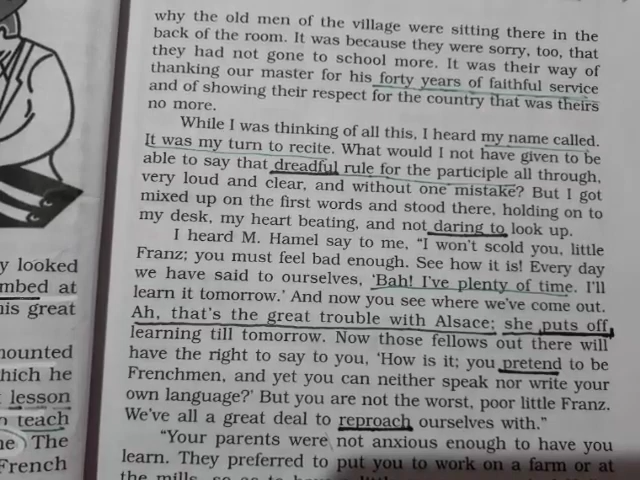 why the old men of the village were sitting there in the
back of the room. It was because they were sorry, too, that
they had not gone to school more. It was their way of
thanking our master for his forty years of faithful service
and of showing their respect for the country that was theirs
no more.
While I was thinking of all this, I heard my name called.
It was my turn to recite. What would I not have given to be
able to say that dreadful rule for the participle all through,
very loud and clear, and without one mistake? But I got
mixed up on the first words and stood there, holding on to
my desk, my heart beating, and not daring to look up.
I heard M. Hamel say to me, “I won't scold you, little
Franz; you must feel bad enough. See how it is! Every day
we have said to ourselves, ‘Bah! I've plenty of time. I'll
learn it tomorrow.’ And now you see where we've come out.
Ah, that's the great trouble with Alsace; she puts off
learning till tomorrow. Now those fellows out there will
have the right to say to you, ‘How is it; you pretend to be
Frenchmen, and yet you can neither speak nor write your
own language?’ But you are not the worst, poor little Franz.
We've all a great deal to reproach ourselves with.”
“Your parents were not anxious enough to have you
learn. They preferred to put you to work on a farm or at
the mills, so as to have
y looked
mbed at
his great
mounted
hich he
lesson
teach
The
French